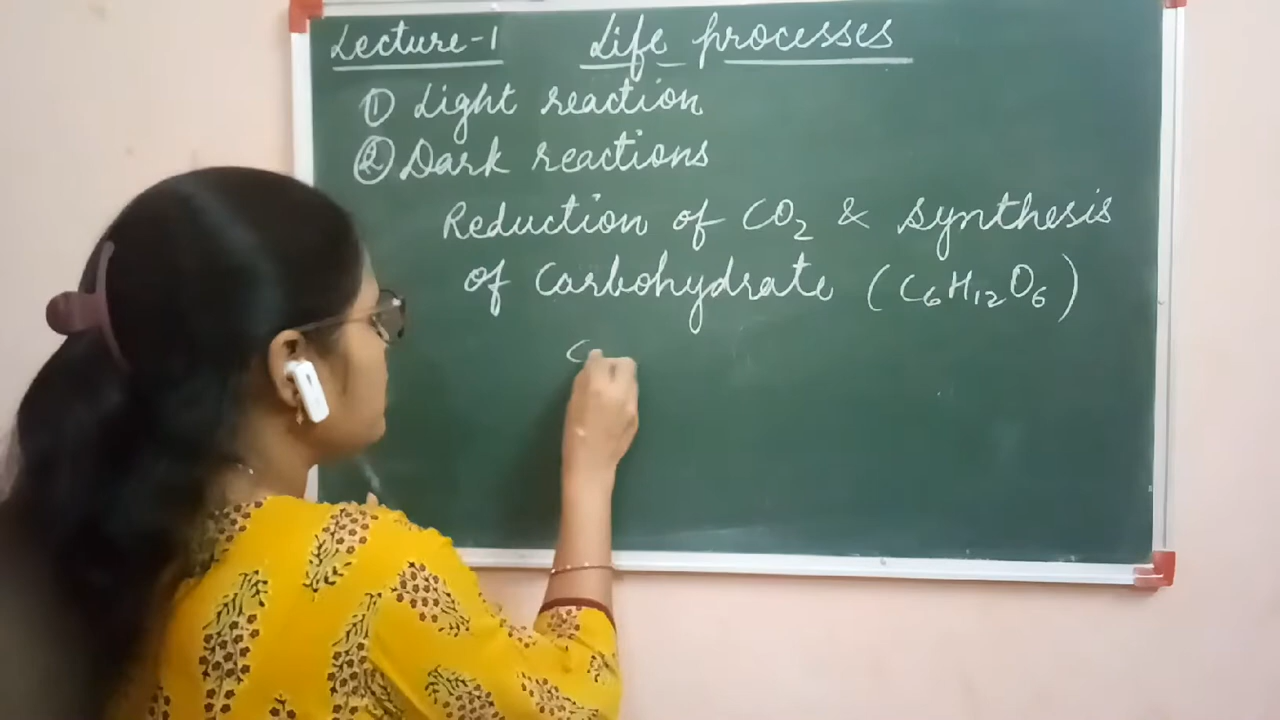 Lecture-1 Life processes
① Light reaction
② Dark reactions
Reduction of CO₂ & synthesis
of Carbohydrate (C₆H₁₂O₆)
C